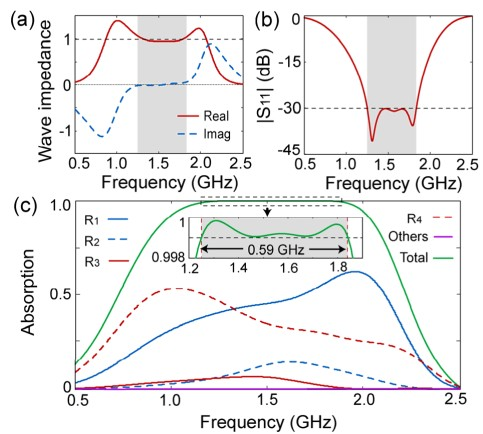 (a)
Wave impedance
1
0
-1
Real
Imag
0.5 1.0 1.5 2.0 2.5
Frequency (GHz)
(b)
|S11| (dB)
0
-15
-30
-45
0.5 1.0 1.5 2.0 2.5
Frequency (GHz)
(c)
Absorption
1.0
0.5
0
R1
R2
R3
R4
Others
Total
1
0.998
0.59 GHz
1.2 1.4 1.6 1.8
0.5 1.0 1.5 2.0 2.5
Frequency (GHz)